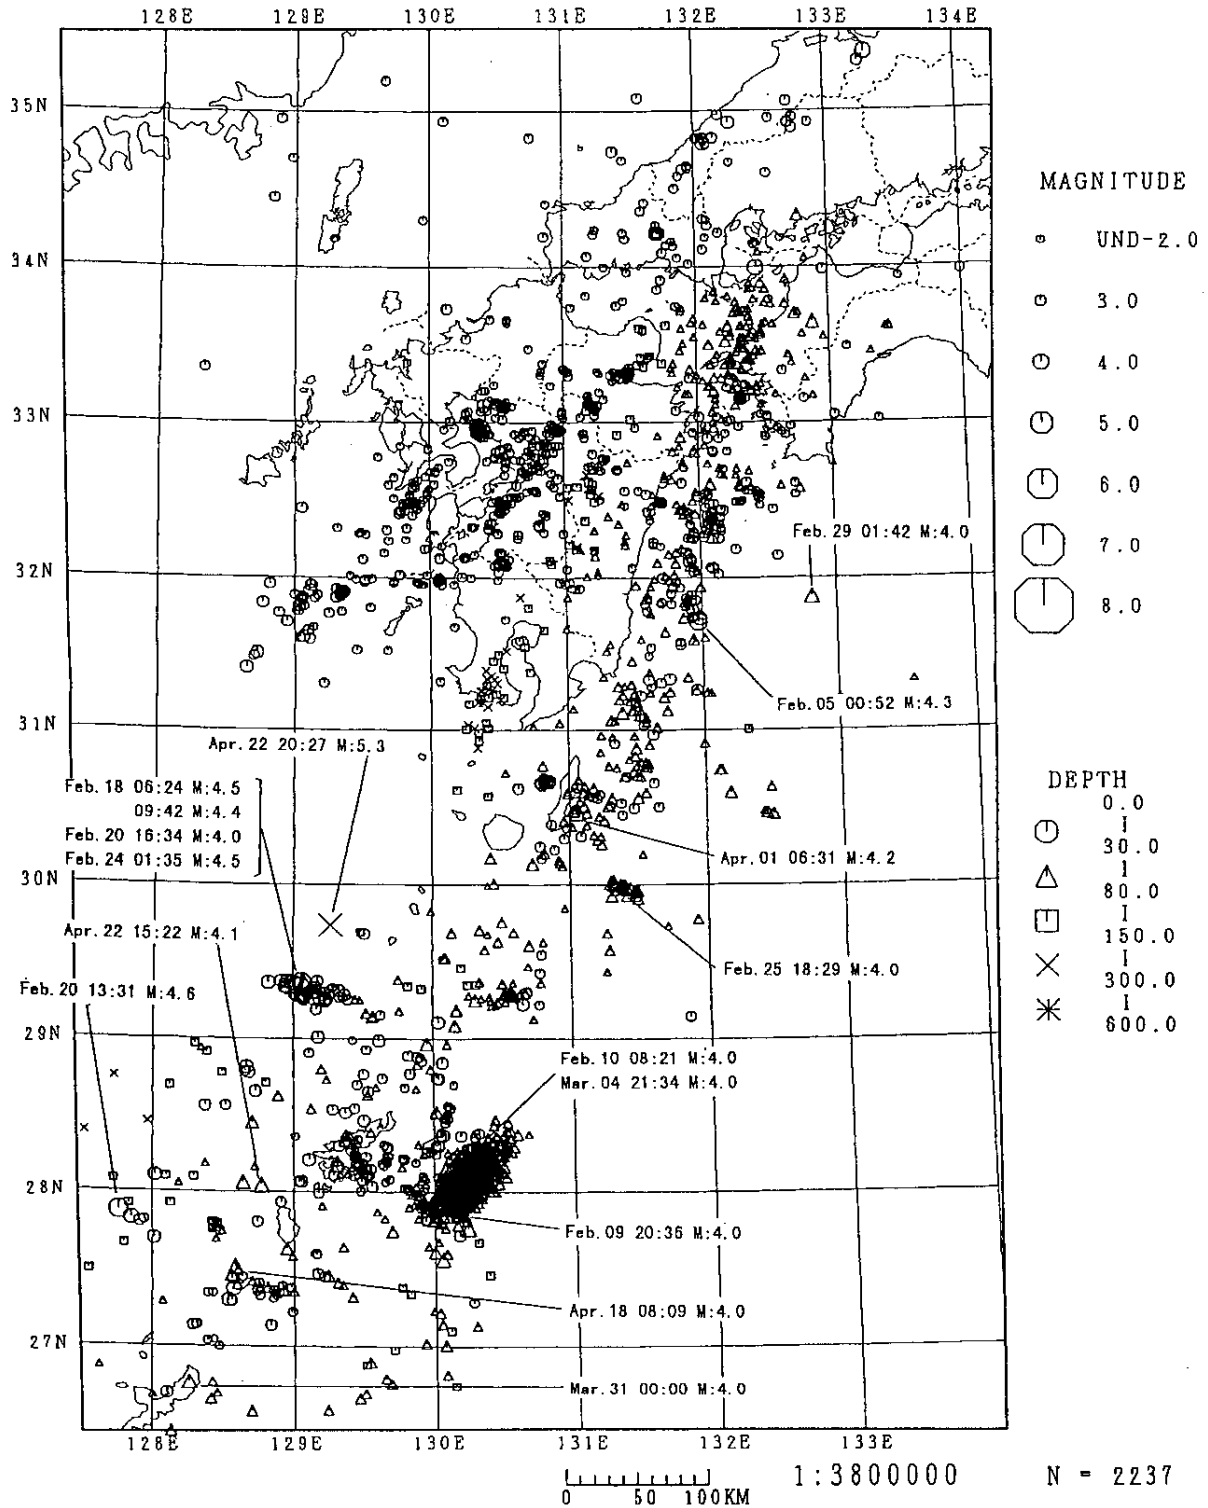 128E 129E 130E 131E 132E 133E 134E
35N
34N
33N
32N
31N
30N
29N
28N
27N
Feb.29 01:42 M:4.0
Feb.05 00:52 M:4.3
Apr.22 20:27 M:5.3
Feb.18 06:24 M:4.5
09:42 M:4.4
Feb.20 16:34 M:4.0
Feb.24 01:35 M:4.5
Apr.01 06:31 M:4.2
Apr.22 15:22 M:4.1
Feb.25 18:29 M:4.0
Feb.20 13:31 M:4.6
Feb.10 08:21 M:4.0
Mar.04 21:34 M:4.0
Feb.09 20:36 M:4.0
Apr.18 08:09 M:4.0
Mar.31 00:00 M:4.0
128E 129E 130E 131E 132E 133E
MAGNITUDE
UND-2.0
3.0
4.0
5.0
6.0
7.0
8.0
DEPTH
0.0
I
30.0
I
80.0
I
150.0
I
300.0
I
600.0
0 50 100KM
1:3800000
N = 2237